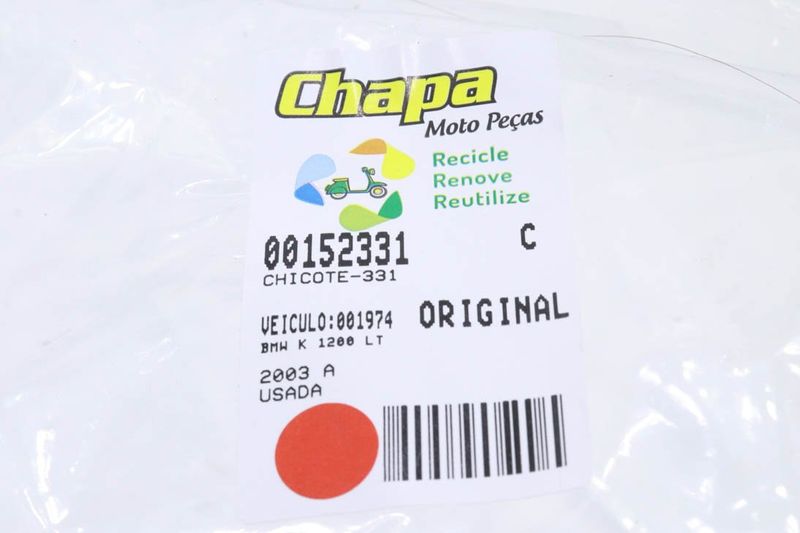 Chapa
Moto Peças
Recicle
Renove
Reutilize
00152331 C
CHICOTE-331
VEICULO:001974 ORIGINAL
BMW K 1200 LT
2003 A
USADA